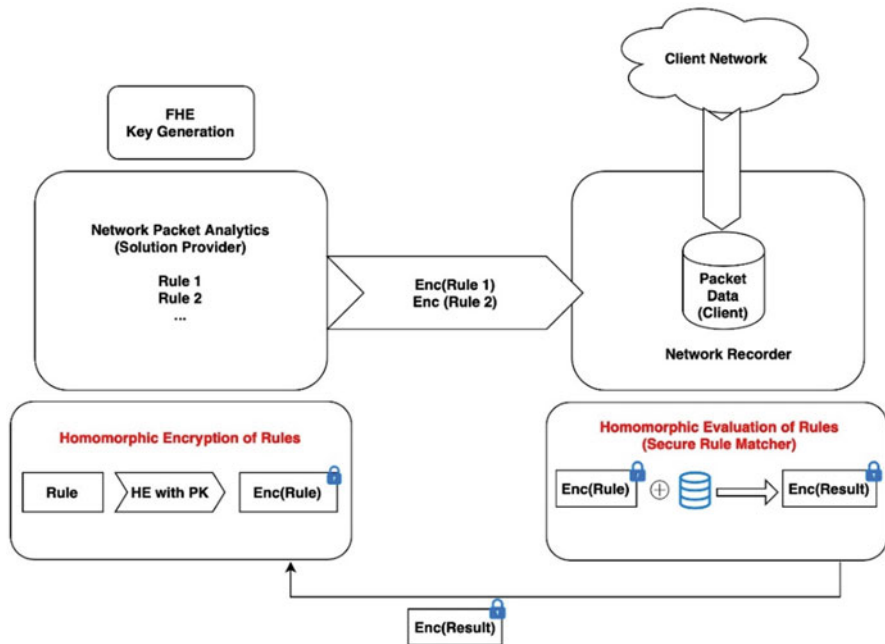 Client Network
FHE
Key Generation
Network Packet Analytics
(Solution Provider)
Rule 1
Rule 2
...
Enc(Rule 1)
Enc (Rule 2)
Packet
Data
(Client)
Network Recorder
Homomorphic Encryption of Rules
Rule
HE with PK
Enc(Rule)
Homomorphic Evaluation of Rules
(Secure Rule Matcher)
Enc(Rule)
Enc(Result)
Enc(Result)